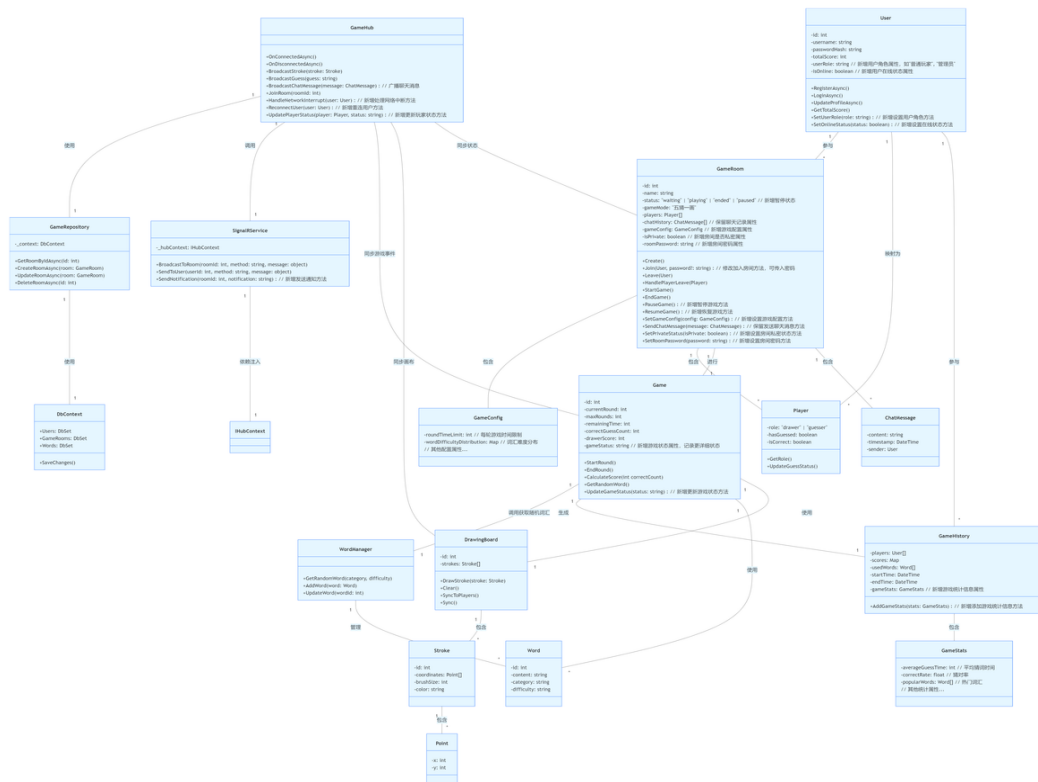 GameHub
+OnConnectedAsync()
+OnDisconnectedAsync()
+BroadcastStroke(stroke: Stroke)
+BroadcastGuess(guess: string)
+BroadcastChatMessage(message: ChatMessage) : // 广播聊天消息
+JoinRoom(roomId: int)
+HandleNetworkInterrupt(user: User) : // 新增处理网络中断方法
+ReconnectUser(user: User) : // 新增重连用户方法
+UpdatePlayerStatus(player: Player, status: string) : // 新增更新玩家状态方法
User
-id: int
-username: string
-passwordHash: string
-totalScore: int
-userRole: string // 新增用户角色属性，如"普通玩家"，"管理员"
-isOnline: boolean // 新增用户在线状态属性
+RegisterAsync()
+LoginAsync()
+UpdateProfileAsync()
+GetTotalScore()
+SetUserRole(role: string) : // 新增设置用户角色方法
+SetOnlineStatus(status: boolean) : // 新增设置在线状态方法
使用
调用
同步状态
参与
GameRoom
-id: int
-name: string
-status: "waiting" | "playing" | "ended" | "paused" // 新增暂停状态
-gameMode: "五猜一画"
-players: Player[]
-chatHistory: ChatMessage[] // 保留聊天记录属性
-gameConfig: GameConfig // 新增游戏配置属性
-isPrivate: boolean // 新增房间是否私密属性
-roomPassword: string // 新增房间密码属性
+Create()
+Join(User, password?: string) : // 修改加入房间方法，可传入密码
+Leave(User)
+HandlePlayerLeave(Player)
+StartGame()
+EndGame()
+PauseGame() : // 新增暂停游戏方法
+ResumeGame() : // 新增恢复游戏方法
+SetGameConfig(config: GameConfig) : // 新增设置游戏配置方法
+SendChatMessage(message: ChatMessage) : // 保留发送聊天消息方法
+SetPrivateStatus(isPrivate: boolean) : // 新增设置房间私密状态方法
+SetRoomPassword(password: string) : // 新增设置房间密码方法
GameRepository
-_context: DbContext
+GetRoomByIdAsync(id: int)
+CreateRoomAsync(room: GameRoom)
+UpdateRoomAsync(room: GameRoom)
+DeleteRoomAsync(id: int)
SignalRService
-_hubContext: IHubContext
+BroadcastToRoom(roomId: int, method: string, message: object)
+SendToUser(userId: int, method: string, message: object)
+SendNotification(roomId: int, notification: string) : // 新增发送通知方法
同步游戏事件
映射为
使用
依赖注入
同步画布
包含
包含
进行
包含
参与
DbContext
+Users: DbSet
+GameRooms: DbSet
+Words: DbSet
+SaveChanges()
IHubContext
GameConfig
-roundTimeLimit: int // 每轮游戏时间限制
-wordDifficultyDistribution: Map // 词汇难度分布
// 其他配置属性...
Game
-id: int
-currentRound: int
-maxRounds: int
-remainingTime: int
-correctGuessCount: int
-drawerScore: int
-gameStatus: string // 新增游戏状态属性，记录更详细状态
+StartRound()
+EndRound()
+CalculateScore(int correctCount)
+GetRandomWord()
+UpdateGameStatus(status: string) : // 新增更新游戏状态方法
Player
-role: "drawer" | "guesser"
-hasGuessed: boolean
-isCorrect: boolean
+GetRole()
+UpdateGuessStatus()
ChatMessage
-content: string
-timestamp: DateTime
-sender: User
调用获取随机词汇
生成
使用
WordManager
+GetRandomWord(category, difficulty)
+AddWord(word: Word)
+UpdateWord(wordId: int)
DrawingBoard
-id: int
-strokes: Stroke[]
+DrawStroke(stroke: Stroke)
+Clear()
+SyncToPlayers()
+Sync()
使用
GameHistory
-players: User[]
-scores: Map
-usedWords: Word[]
-startTime: DateTime
-endTime: DateTime
-gameStats: GameStats // 新增游戏统计信息属性
+AddGameStats(stats: GameStats) : // 新增添加游戏统计信息方法
管理
包含
包含
Stroke
-id: int
-coordinates: Point[]
-brushSize: int
-color: string
Word
-id: int
-content: string
-category: string
-difficulty: string
GameStats
-averageGuessTime: int // 平均猜词时间
-correctRate: float // 猜对率
-popularWords: Word[] // 热门词汇
// 其他统计属性...
包含
Point
-x: int
-y: int